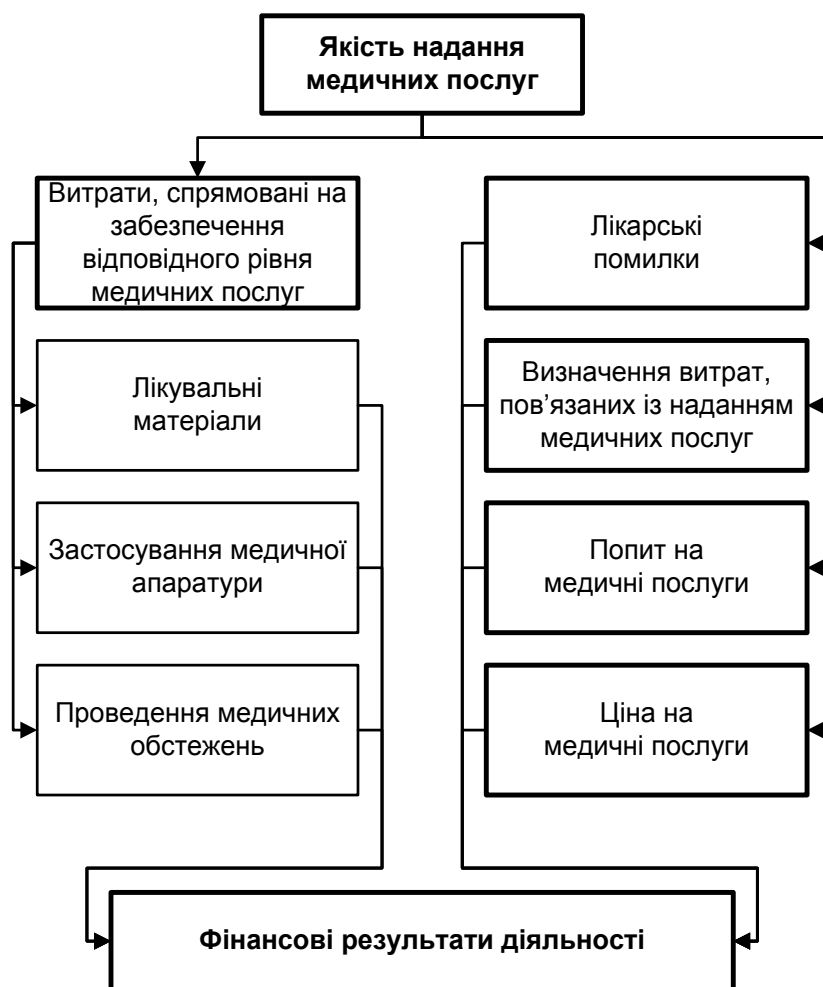 Якість надання
медичних послуг
Витрати, спрямовані на
забезпечення
відповідного рівня
медичних послуг
Лікарські
помилки
Лікувальні
матеріали
Визначення витрат,
пов’язаних із наданням
медичних послуг
Застосування медичної
апаратури
Попит на
медичні послуги
Проведення медичних
обстежень
Ціна на
медичні послуги
Фінансові результати діяльності